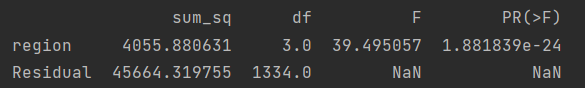 sum_sq df F PR(>F)
region 4055.880631 3.0 39.495057 1.881839e-24
Residual 45664.319755 1334.0 NaN NaN